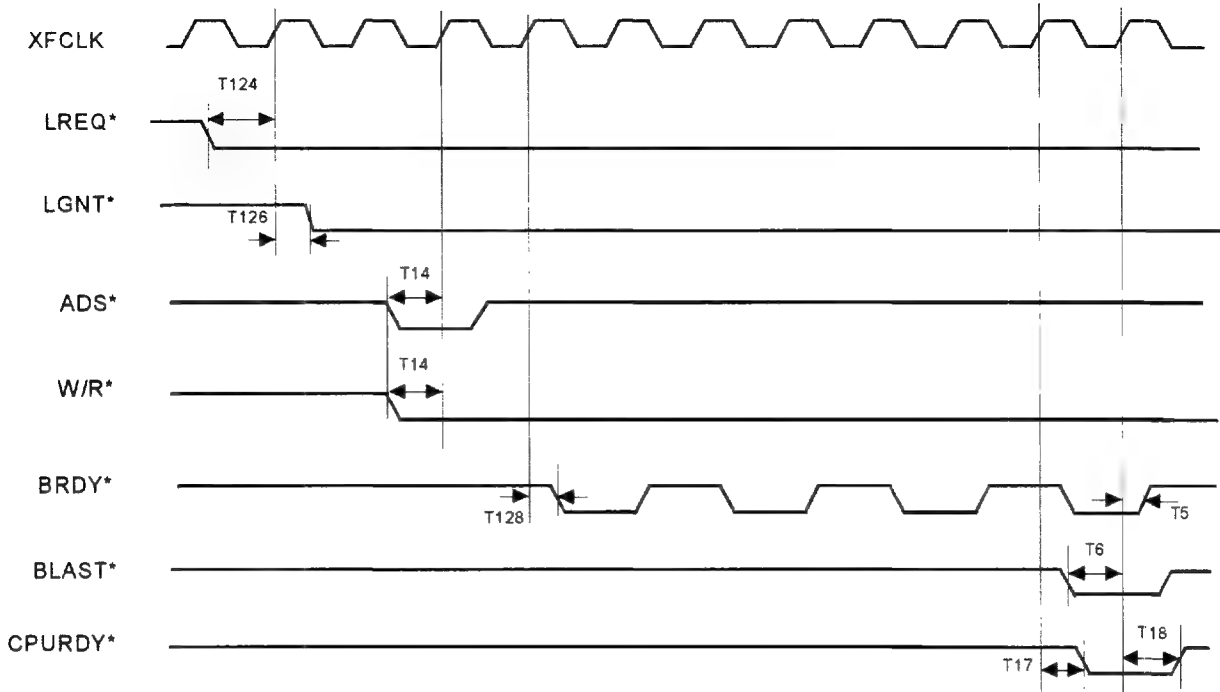 XFCLK
T124
LREQ*
LGNT*
T126
T14
ADS*
T14
W/R*
BRDY*
T128
T5
T6
BLAST*
T18
CPURDY*
T17